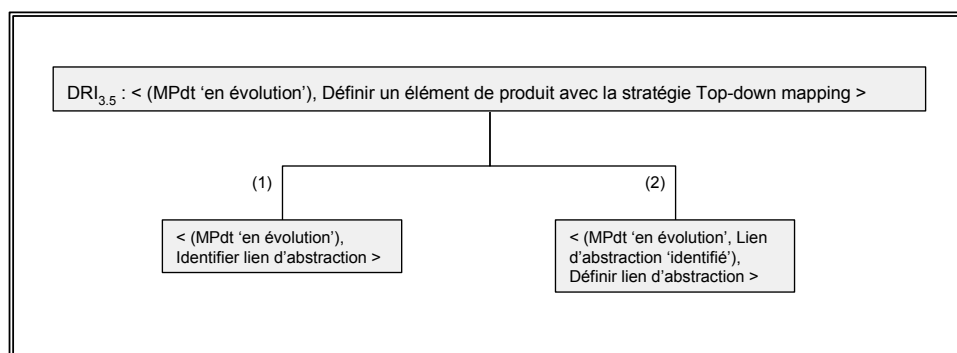 DRI3.5 : < (MPdt ‘en évolution’), Définir un élément de produit avec la stratégie Top-down mapping >
(1)
(2)
< (MPdt ‘en évolution’),
Identifier lien d’abstraction >
< (MPdt ‘en évolution’, Lien
d’abstraction ‘identifié’),
Définir lien d’abstraction >